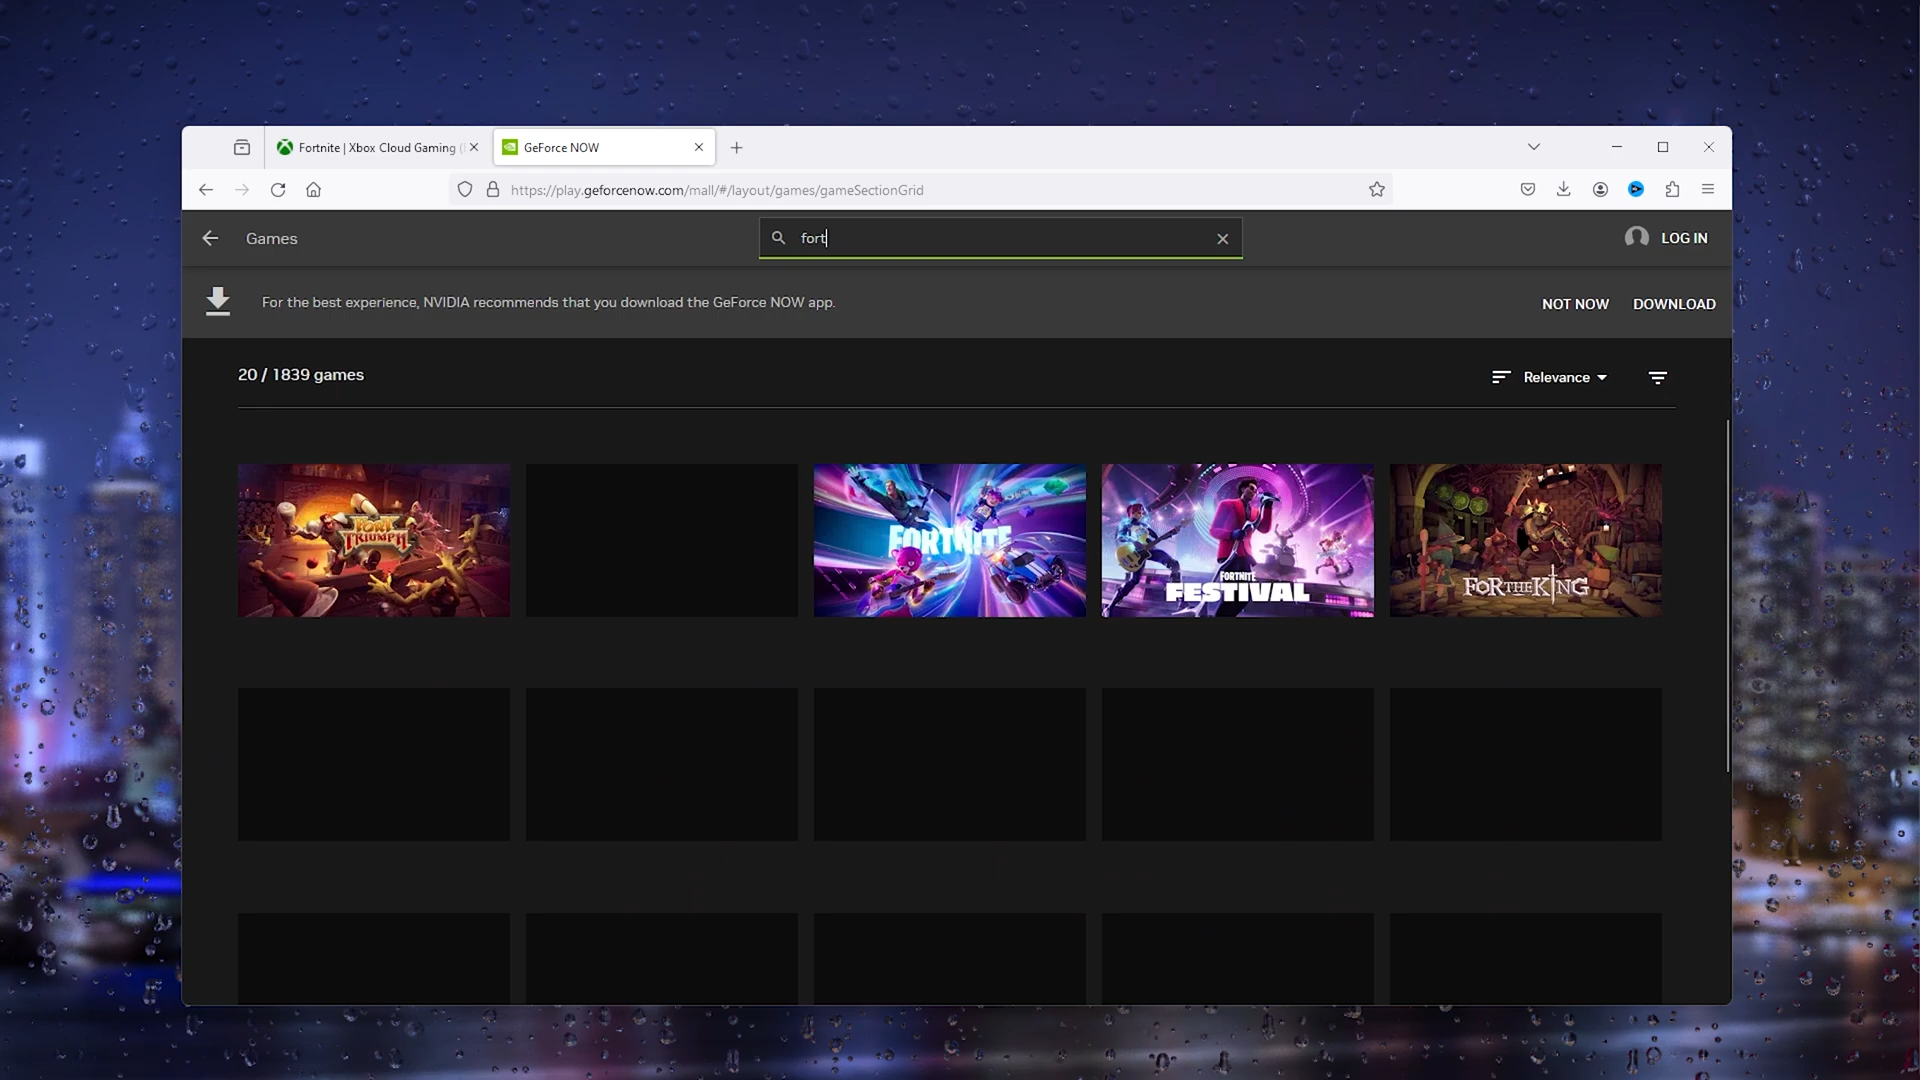 Fortnite | Xbox Cloud Gaming (
GeForce NOW
https://play.geforcenow.com/mall/#/layout/games/gameSectionGrid
Games
fort
LOG IN
For the best experience, NVIDIA recommends that you download the GeForce NOW app.
NOT NOW
DOWNLOAD
20 / 1839 games
Relevance
FORT
TRIUMPH
FORTNITE
FORTNITE
FESTIVAL
FOR THE KING